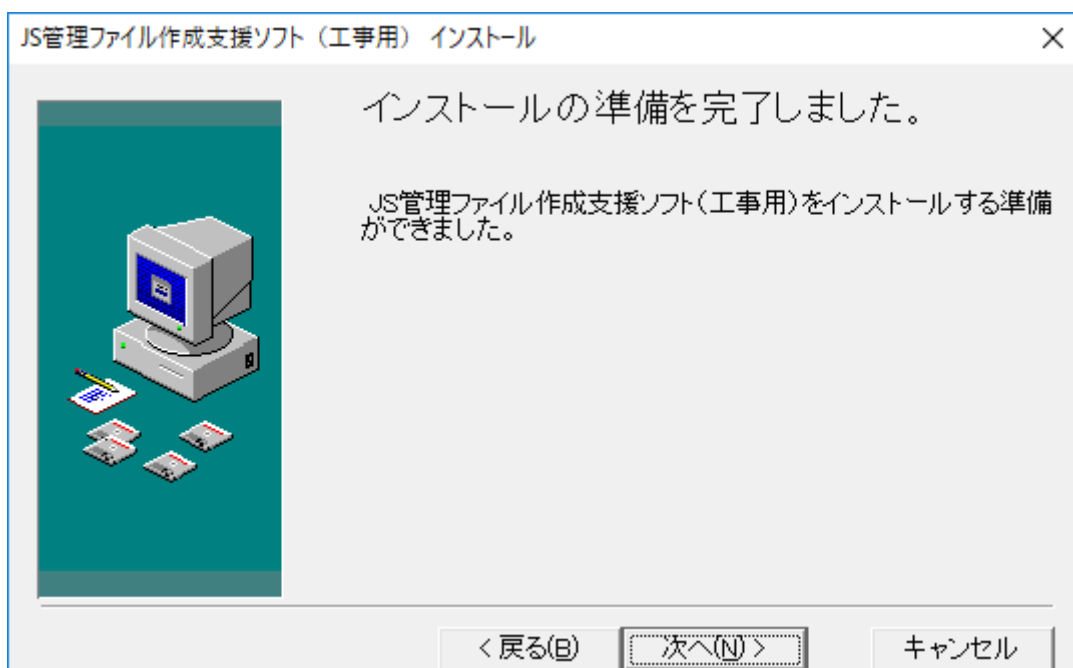 JS管理ファイル作成支援ソフト（工事用） インストール
インストールの準備を完了しました。
JS管理ファイル作成支援ソフト(工事用)をインストールする準備
ができました。
< 戻る(B)
次へ(N) >
キャンセル